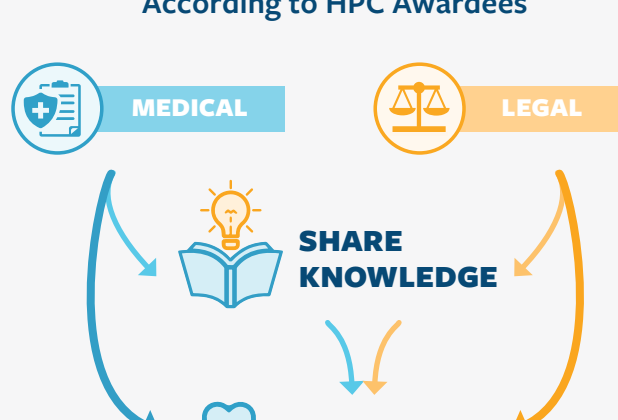 According to HPC Awardees
MEDICAL
LEGAL
SHARE
KNOWLEDGE